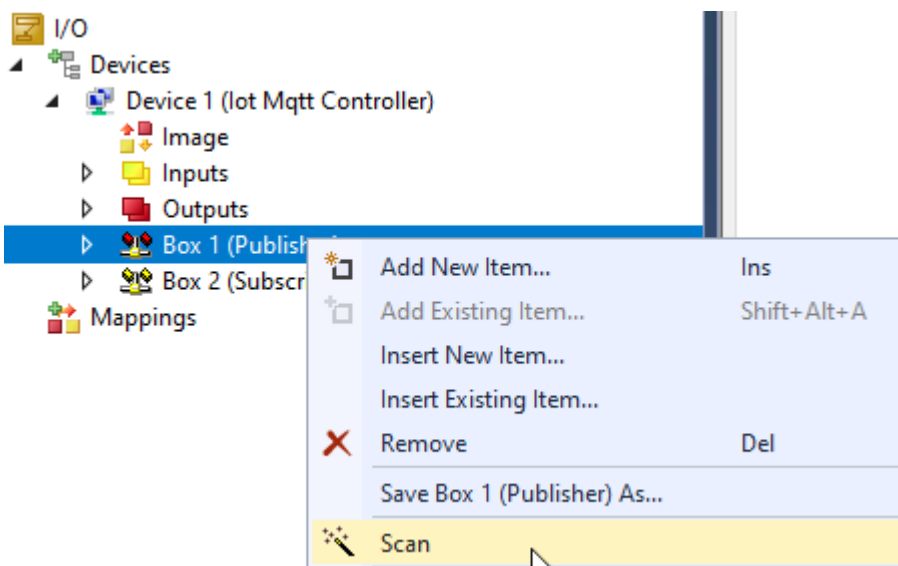 I/O
Devices
Device 1 (Iot Mqtt Controller)
Image
Inputs
Outputs
Box 1 (Publish
Box 2 (Subscr
Mappings
Add New Item... Ins
Add Existing Item... Shift+Alt+A
Insert New Item...
Insert Existing Item...
Remove Del
Save Box 1 (Publisher) As...
Scan